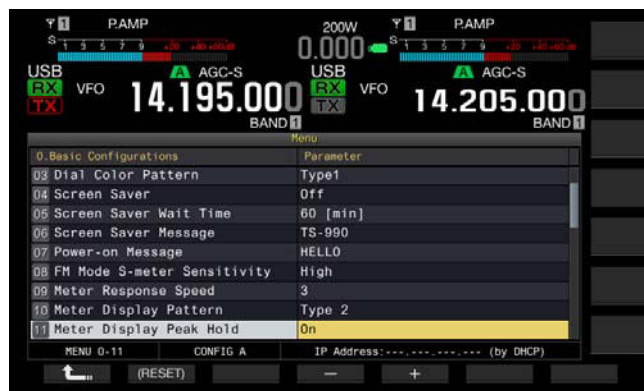 1 P.AMP 200W 1 P.AMP
S 1 3 5 7 9 +20 +40 +60dB 0.000 S 1 3 5 7 9 +20 +40 +60dB
USB A AGC-S USB A AGC-S
RX TX VFO 14.195.000 RX TX VFO 14.205.000
BAND 1 BAND 1
Menu
0.Basic Configurations Parameter
03 Dial Color Pattern Type1
04 Screen Saver Off
05 Screen Saver Wait Time 60 [min]
06 Screen Saver Message TS-990
07 Power-on Message HELLO
08 FM Mode S-meter Sensitivity High
09 Meter Response Speed 3
10 Meter Display Pattern Type 2
11 Meter Display Peak Hold On
MENU 0-11 CONFIG A IP Address:---.---.---.--- (by DHCP)
(RESET) − +